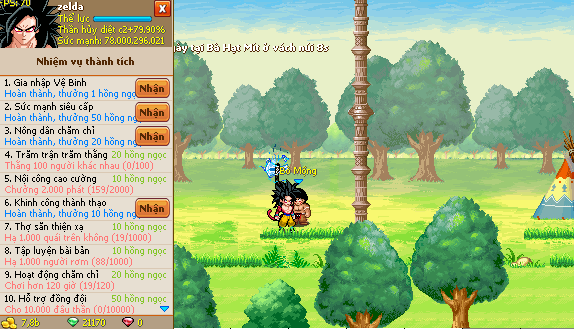 FPS: 70
zelda
Thể lực
Thần hủy diệt c2+79.90%
Sức mạnh: 78.000.296.021
Nhiệm vụ thành tích
1. Gia nhập Vệ Binh
Hoàn thành, thưởng 1 hồng ngọc
Nhận
2. Sức mạnh siêu cấp
Hoàn thành, thưởng 50 hồng ngọc
Nhận
3. Nông dân chăm chỉ
Hoàn thành, thưởng 20 hồng ngọc
Nhận
4. Trăm trận trăm thắng 20 hồng ngọc
Thắng 100 người khác nhau (0/100)
5. Nội công cao cường 10 hồng ngọc
Chưởng 2.000 phát (159/2000)
6. Khinh công thành thạo
Hoàn thành, thưởng 10 hồng ngọc
Nhận
7. Thợ săn thiện xạ 10 hồng ngọc
Hạ 1.000 quái trên không (19/1000)
8. Tập luyện bài bản 10 hồng ngọc
Hạ 1.000 người rơm (88/1000)
9. Hoạt động chăm chỉ 20 hồng ngọc
Chơi hơn 120 giờ (19/120)
10. Hỗ trợ đồng đội 50 hồng ngọc
Cho 10.000 đậu thần (0/10000)
7,8b 21170 0
ại Bà Hạt Mít ở vách núi 8s
Bò Mộng